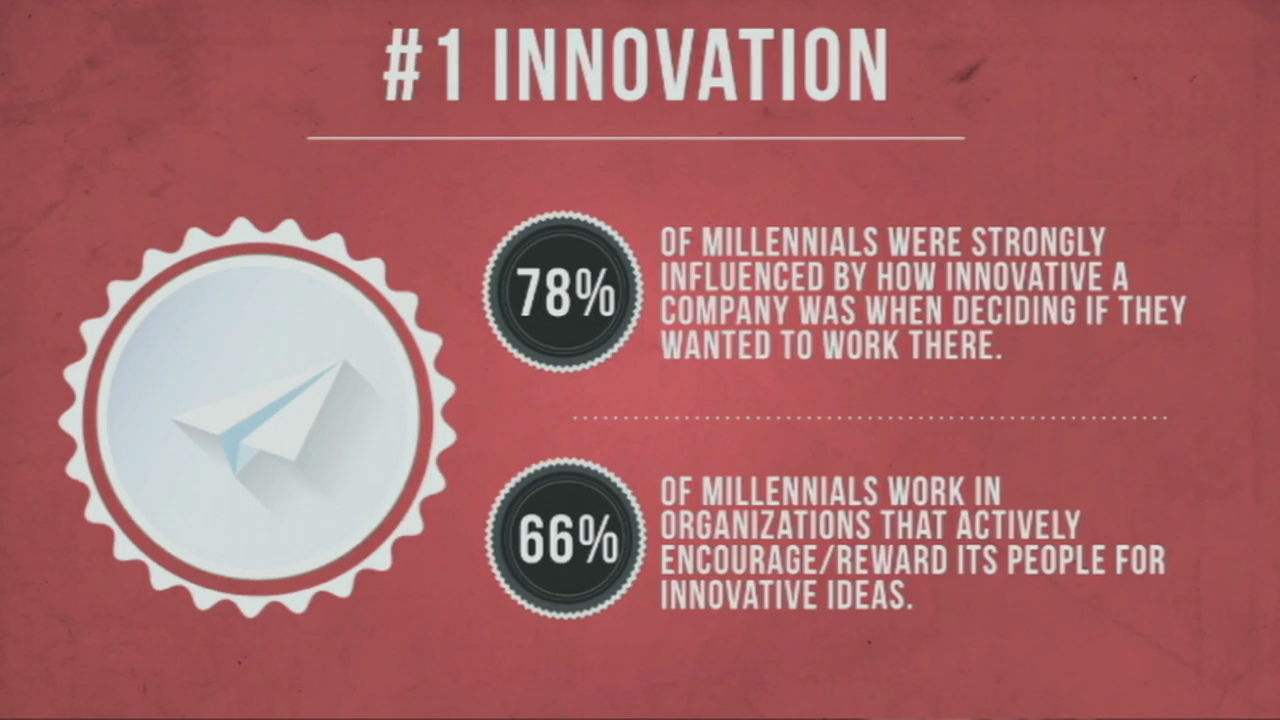 #1 INNOVATION
78%
OF MILLENNIALS WERE STRONGLY
INFLUENCED BY HOW INNOVATIVE A
COMPANY WAS WHEN DECIDING IF THEY
WANTED TO WORK THERE.
66%
OF MILLENNIALS WORK IN
ORGANIZATIONS THAT ACTIVELY
ENCOURAGE/REWARD ITS PEOPLE FOR
INNOVATIVE IDEAS.